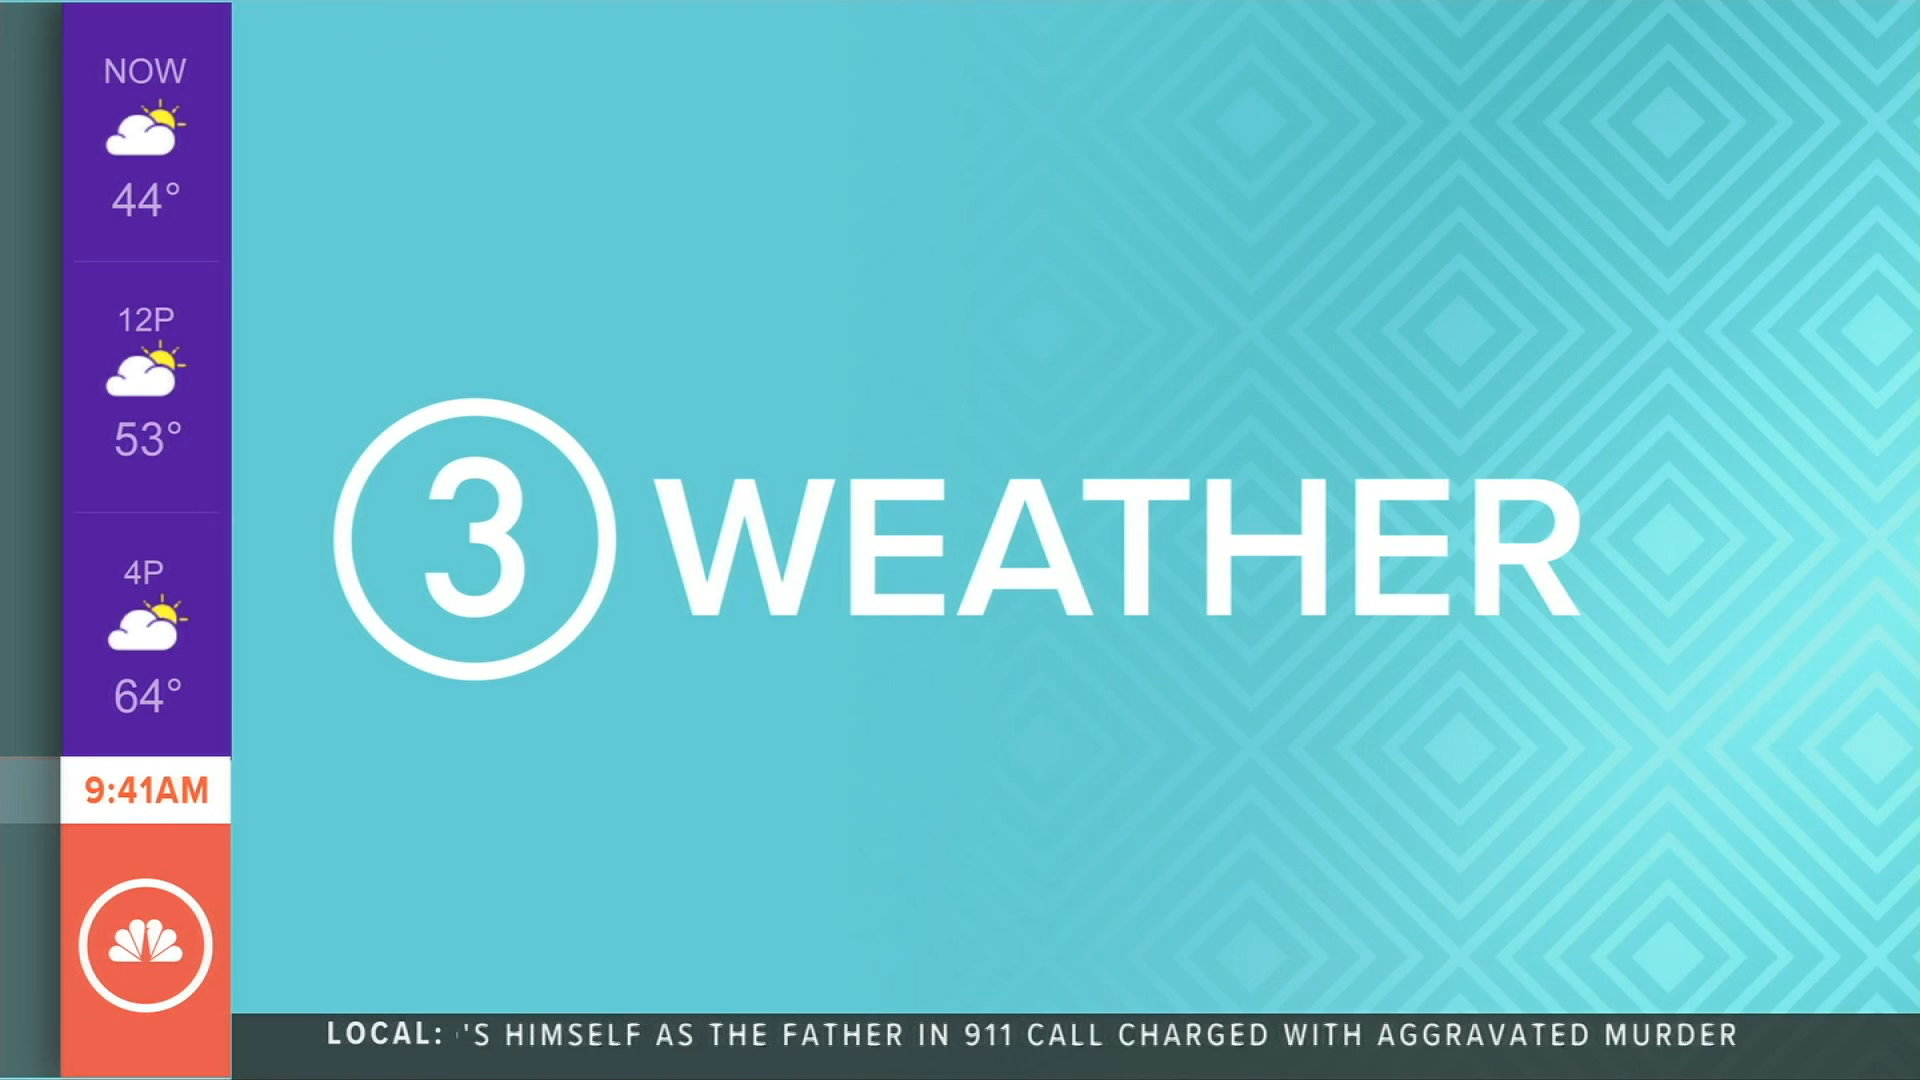 NOW
44°
12P
53°
4P
64°
9:41AM
3 WEATHER
LOCAL: 'S HIMSELF AS THE FATHER IN 911 CALL CHARGED WITH AGGRAVATED MURDER